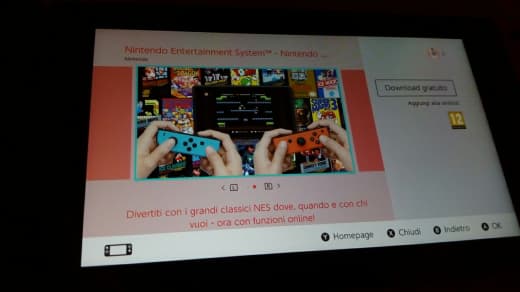 Nintendo Entertainment System™ - Nintendo ...
Nintendo
Download gratuito
Aggiungi alla wishlist
12
L
R
Divertiti con i grandi classici NES dove, quando e con chi
vuoi - ora con funzioni online!
Y Homepage
X Chiudi
B Indietro
A OK